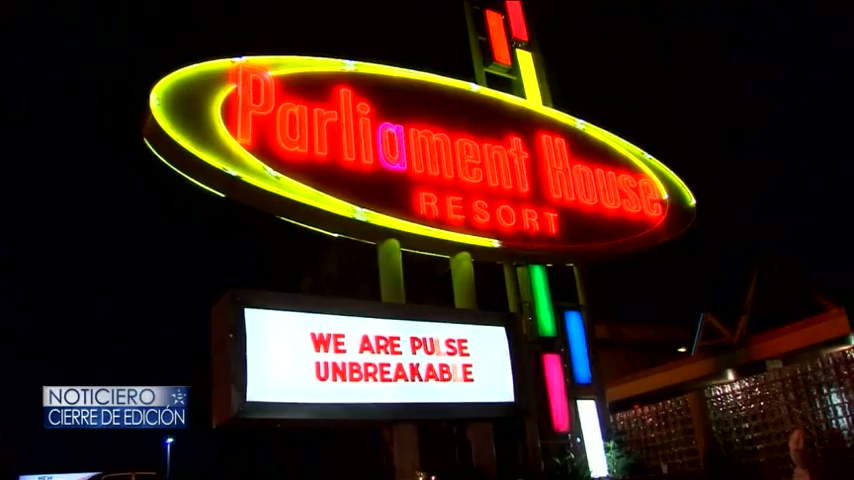 Parliament House
RESORT
WE ARE PULSE
UNBREAKABLE
NOTICIERO
CIERRE DE EDICIÓN